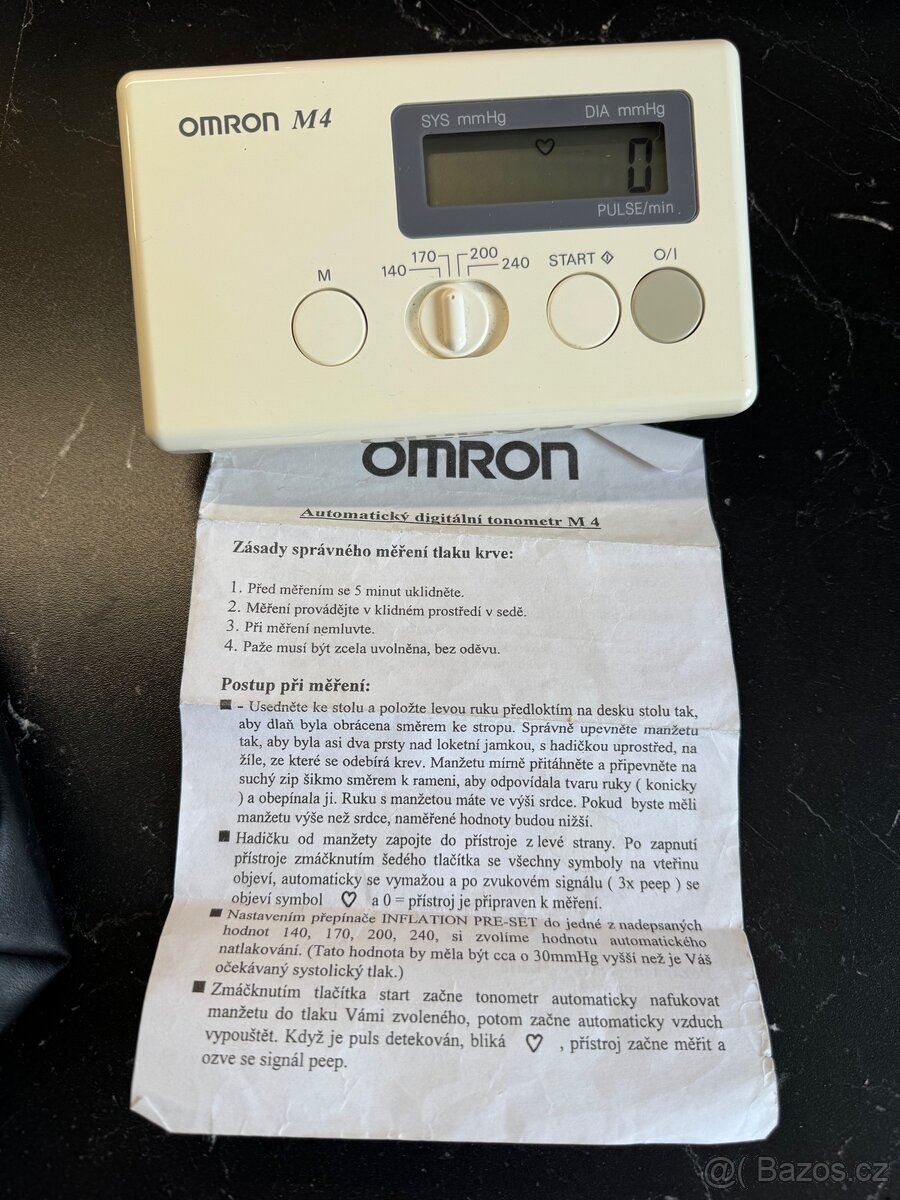 OMRON M4
SYS mmHg DIA mmHg
♡ 0
PULSE/min
M
140 170 200 240
START O/I
OMRON
Automatický digitální tonometr M 4
Zásady správného měření tlaku krve:
1. Před měřením se 5 minut uklidněte.
2. Měření provádějte v klidném prostředí v sedě.
3. Při měření nemluvte.
4. Paže musí být zcela uvolněna, bez oděvu.
Postup při měření:
■ - Usedněte ke stolu a položte levou ruku předloktím na desku stolu tak,
aby dlaň byla obrácena směrem ke stropu. Správně upevněte manžetu
tak, aby byla asi dva prsty nad loketní jamkou, s hadičkou uprostřed, na
žíle, ze které se odebírá krev. Manžetu mírně přitáhněte a připevněte na
suchý zip šikmo směrem k rameni, aby odpovídala tvaru ruky ( konicky
) a obepínala ji. Ruku s manžetou máte ve výši srdce. Pokud byste měli
manžetu výše než srdce, naměřené hodnoty budou nižší.
■ Hadičku od manžety zapojte do přístroje z levé strany. Po zapnutí
přístroje zmáčknutím šedého tlačítka se všechny symboly na vteřinu
objeví, automaticky se vymažou a po zvukovém signálu ( 3x peep ) se
objeví symbol ♡ a 0 = přístroj je připraven k měření.
■ Nastavením přepínače INFLATION PRE-SET do jedné z nadepsaných
hodnot 140, 170, 200, 240, si zvolíme hodnotu automatického
natlakování. (Tato hodnota by měla být cca o 30mmHg vyšší než je Váš
očekávaný systolický tlak.)
■ Zmáčknutím tlačítka start začne tonometr automaticky nafukovat
manžetu do tlaku Vámi zvoleného, potom začne automaticky vzduch
vypouštět. Když je puls detekován, bliká ♡ , přístroj začne měřit a
ozve se signál peep.
@( Bazoš.cz